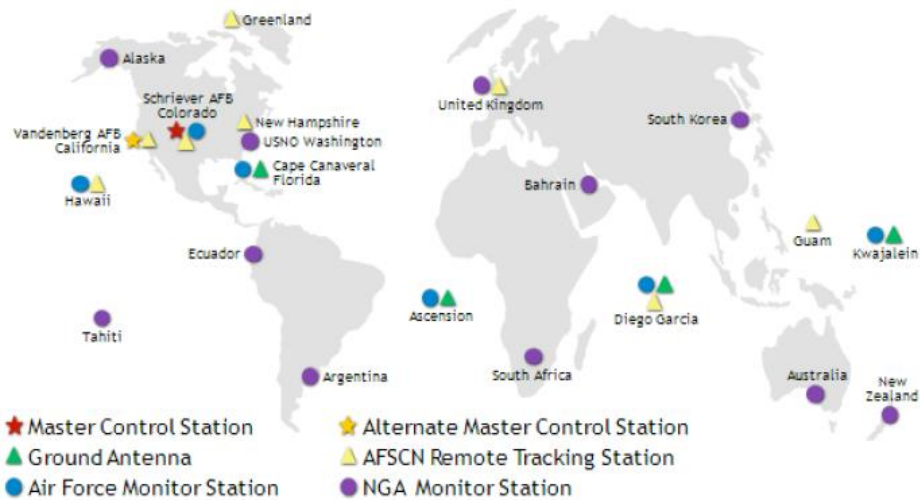 Greenland
Alaska
Schriever AFB
Colorado
United Kingdom
New Hampshire
South Korea
Vandenberg AFB
California
USNO Washington
Cape Canaveral
Florida
Bahrain
Hawaii
Guam
Kwajalein
Ecuador
Ascension
Diego Garcia
Tahiti
Argentina
South Africa
Australia
New
Zealand
Master Control Station
Alternate Master Control Station
Ground Antenna
AFSCN Remote Tracking Station
Air Force Monitor Station
NGA Monitor Station